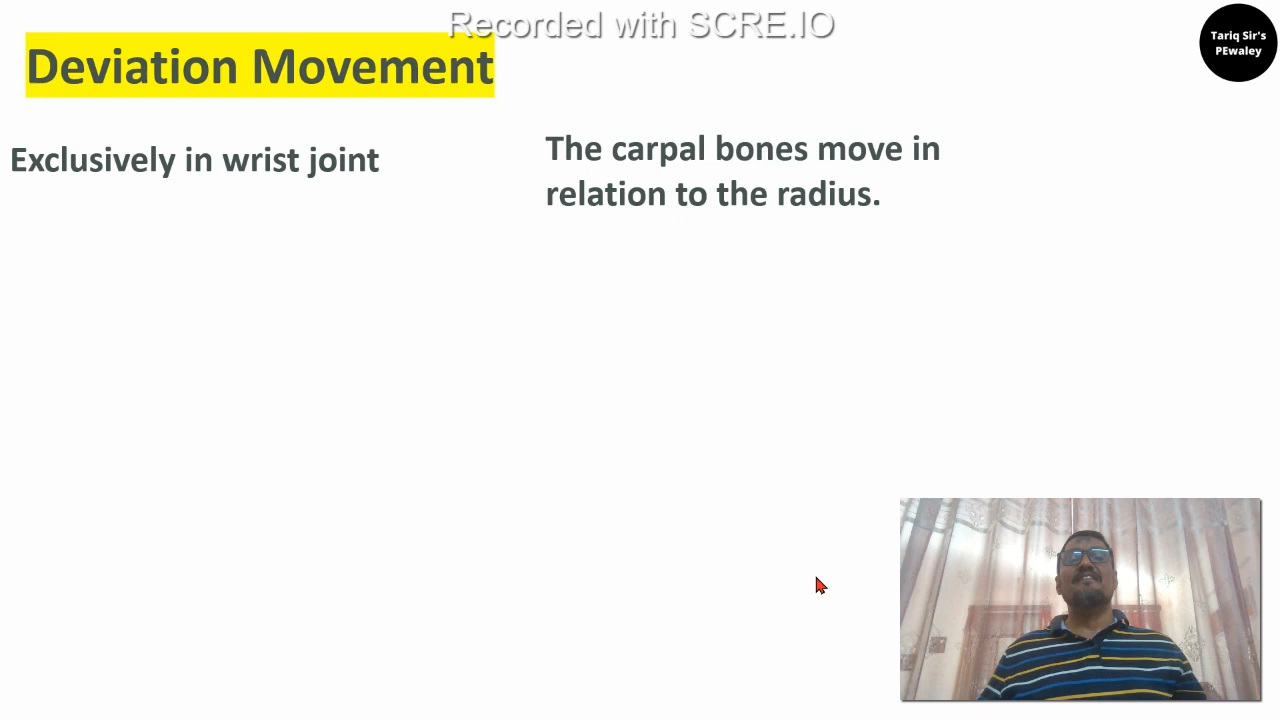 Recorded with SCRE.IO
Deviation Movement
Tariq Sir's
PEwaley
Exclusively in wrist joint
The carpal bones move in
relation to the radius.